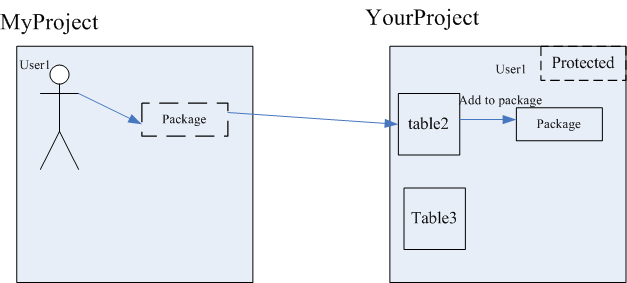 MyProject
User1
Package
YourProject
User1
Protected
Add to package
table2
Package
Table3